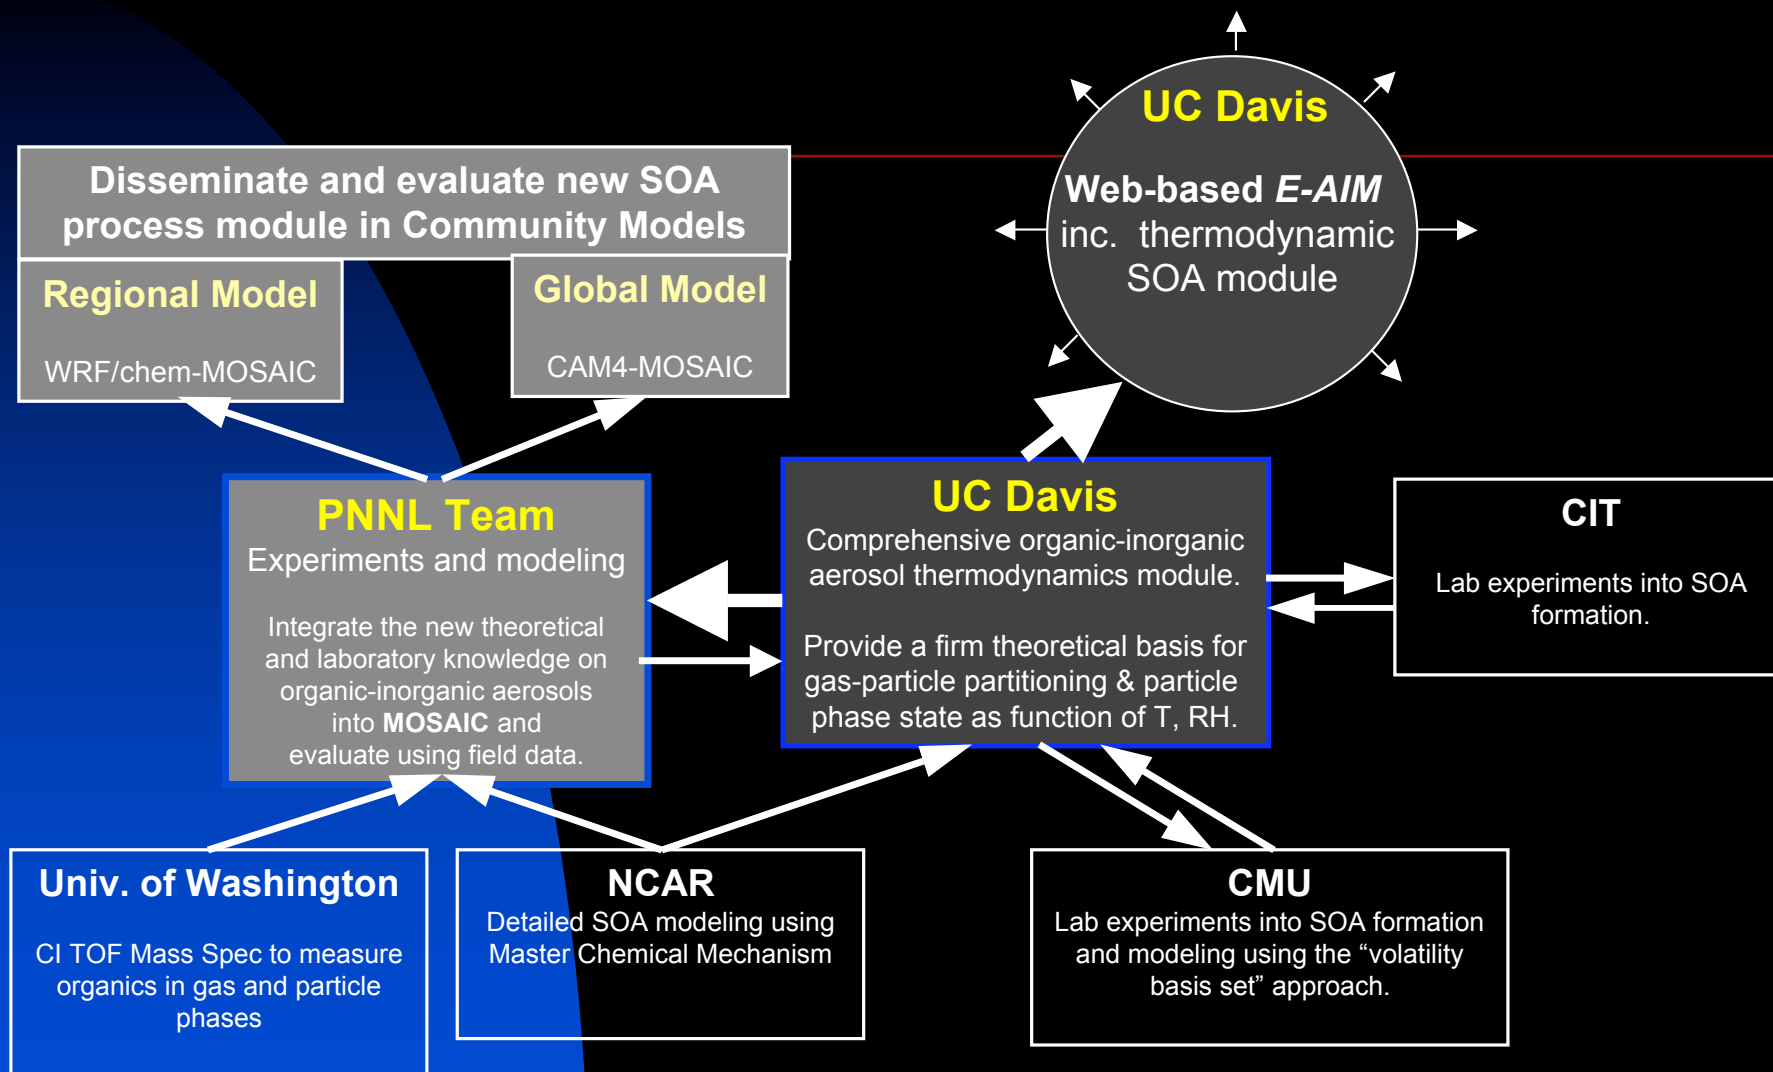 UC Davis
Web-based E-AIM
inc. thermodynamic
SOA module
Disseminate and evaluate new SOA
process module in Community Models
Regional Model
WRF/chem-MOSAIC
Global Model
CAM4-MOSAIC
PNNL Team
Experiments and modeling
Integrate the new theoretical
and laboratory knowledge on
organic-inorganic aerosols
into MOSAIC and
evaluate using field data.
UC Davis
Comprehensive organic-inorganic
aerosol thermodynamics module.
Provide a firm theoretical basis for
gas-particle partitioning & particle
phase state as function of T, RH.
CIT
Lab experiments into SOA
formation.
Univ. of Washington
CI TOF Mass Spec to measure
organics in gas and particle
phases
NCAR
Detailed SOA modeling using
Master Chemical Mechanism
CMU
Lab experiments into SOA formation
and modeling using the “volatility
basis set” approach.